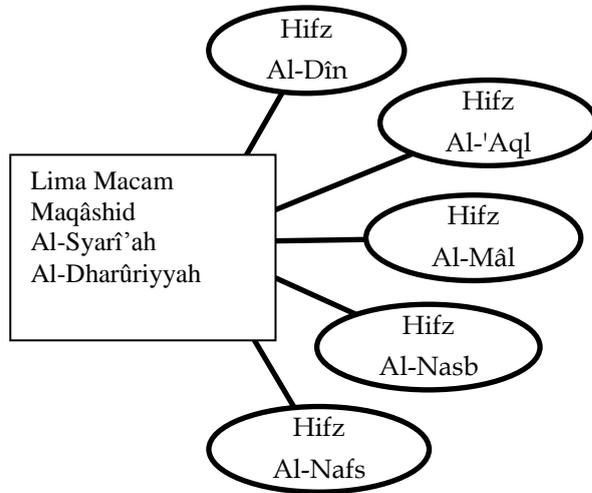 Hifz
Al-Dîn
Hifz
Al-'Aql
Lima Macam
Maqâshid
Al-Syarî’ah
Al-Dharûriyyah
Hifz
Al-Mâl
Hifz
Al-Nasb
Hifz
Al-Nafs